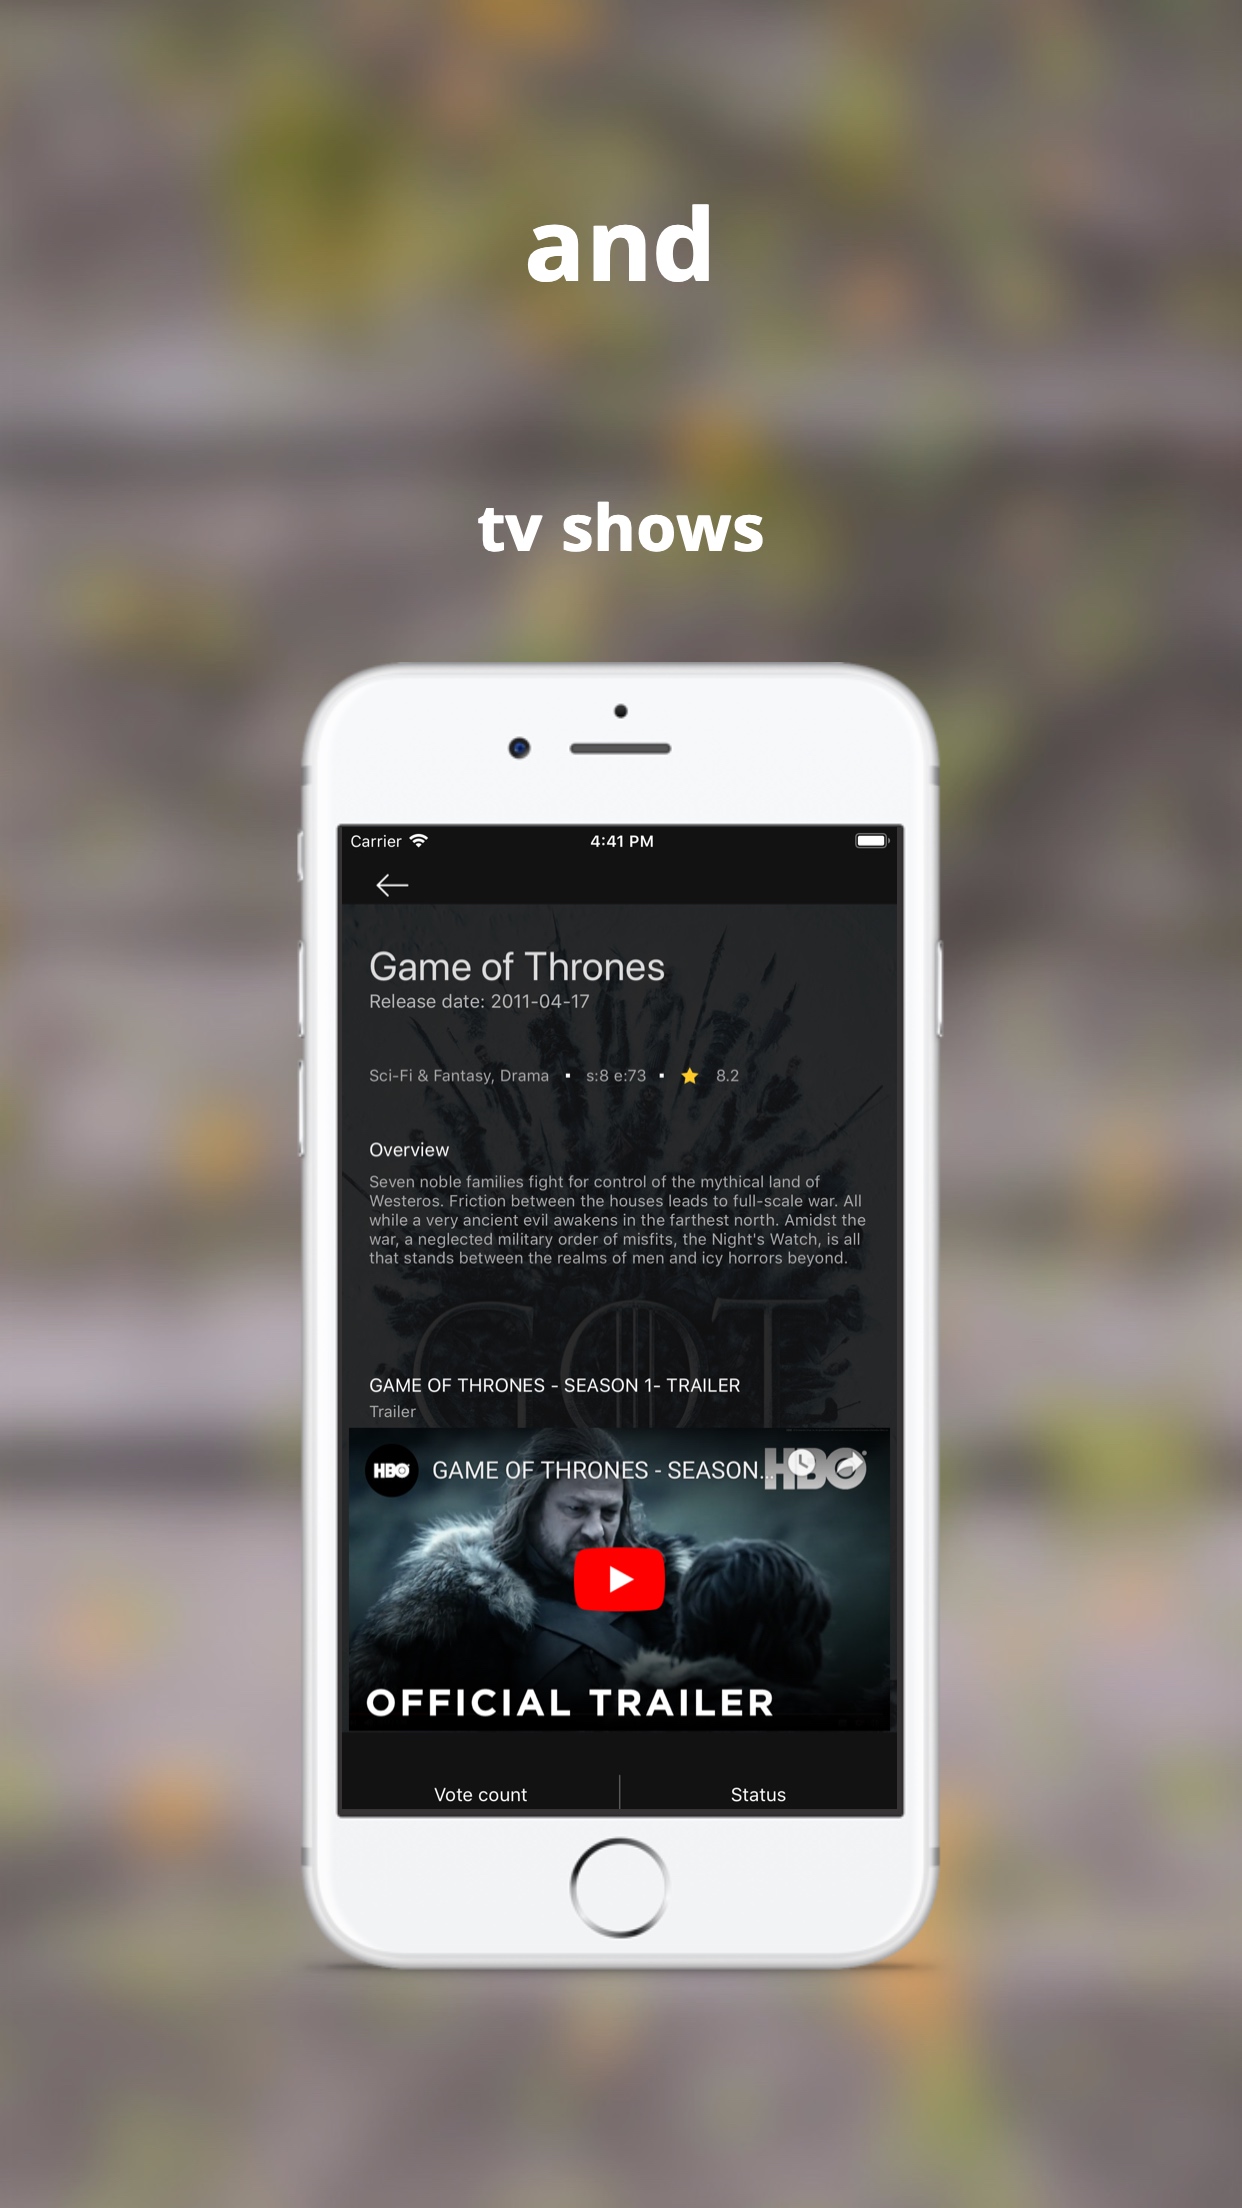 and
tv shows
Carrier 4:41 PM
Game of Thrones
Release date: 2011-04-17
Sci-Fi & Fantasy, Drama ▪ s:8 e:73 ▪ ⭐ 8.2
Overview
Seven noble families fight for control of the mythical land of
Westeros. Friction between the houses leads to full-scale war. All
while a very ancient evil awakens in the farthest north. Amidst the
war, a neglected military order of misfits, the Night's Watch, is all
that stands between the realms of men and icy horrors beyond.
GOT
GAME OF THRONES - SEASON 1- TRAILER
Trailer
HBO GAME OF THRONES - SEASON... HBO
OFFICIAL TRAILER
Vote count Status